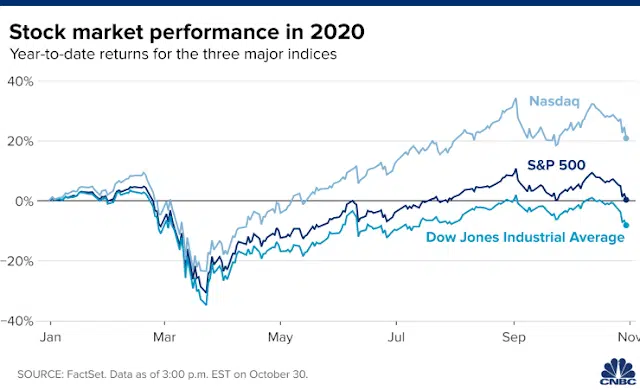 Stock market performance in 2020
Year-to-date returns for the three major indices
40%
20%
0%
−20%
−40%
Nasdaq
S&P 500
Dow Jones Industrial Average
Jan Mar May Jul Sep Nov
SOURCE: FactSet. Data as of 3:00 p.m. EST on October 30.
CNBC